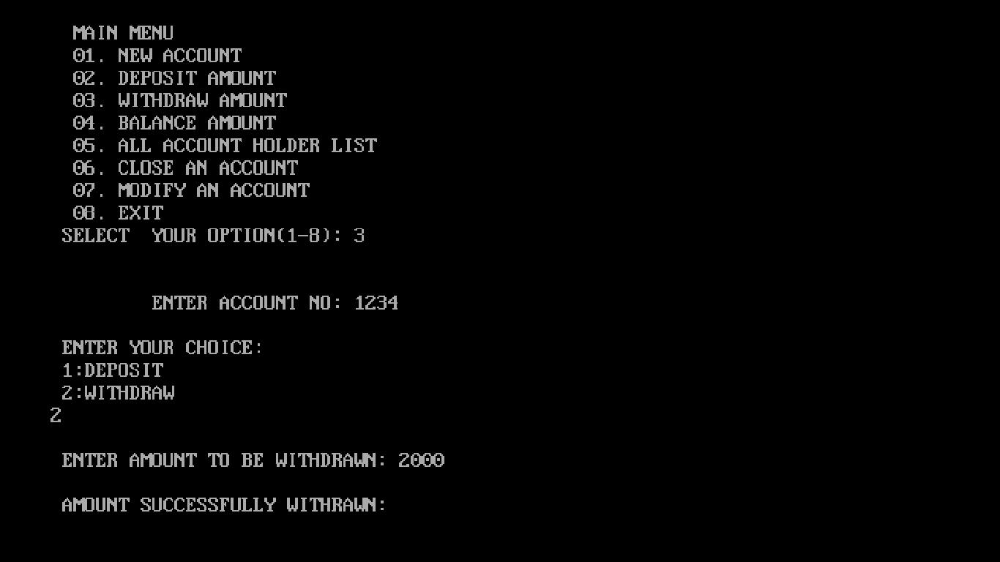 MAIN MENU
01. NEW ACCOUNT
02. DEPOSIT AMOUNT
03. WITHDRAW AMOUNT
04. BALANCE AMOUNT
05. ALL ACCOUNT HOLDER LIST
06. CLOSE AN ACCOUNT
07. MODIFY AN ACCOUNT
08. EXIT
SELECT  YOUR OPTION(1-8): 3
ENTER ACCOUNT NO: 1234
ENTER YOUR CHOICE:
1:DEPOSIT
2:WITHDRAW
2
ENTER AMOUNT TO BE WITHDRAWN: 2000
AMOUNT SUCCESSFULLY WITHRAWN: